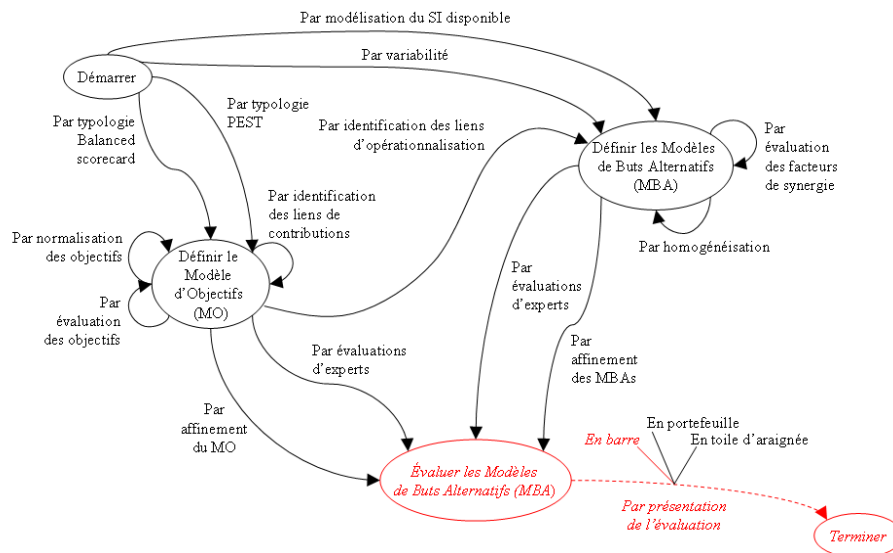 Par modélisation du SI disponible
Par variabilité
Démarrer
Par typologie
PEST
Par typologie
Balanced
scorecard
Par identification des liens
d'opérationnalisation
Définir les Modèles
de Buts Alternatifs
(MBA)
Par
évaluation
des facteurs
de synergie
Par homogénéisation
Par identification
des liens de
contributions
Par normalisation
des objectifs
Définir le
Modèle
d'Objectifs
(MO)
Par
évaluation
des objectifs
Par
évaluations
d'experts
Par évaluations
d'experts
Par
affinement
des MBAs
Par
affinement
du MO
En portefeuille
En barre
En toile d'araignée
Évaluer les Modèles
de Buts Alternatifs (MBA)
Par présentation
de l'évaluation
Terminer